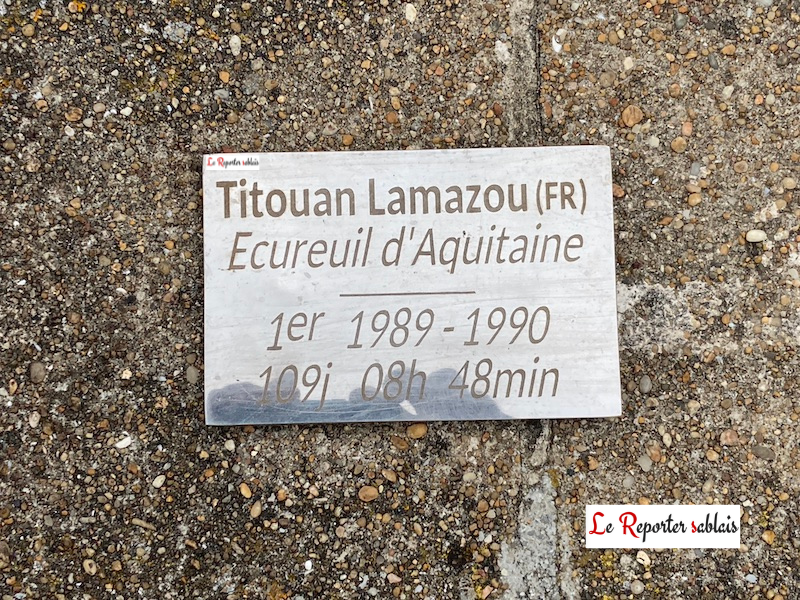 Le Reporter sablais
Titouan Lamazou (FR)
Ecureuil d'Aquitaine
1er 1989 - 1990
109j 08h 48min
Le Reporter sablais